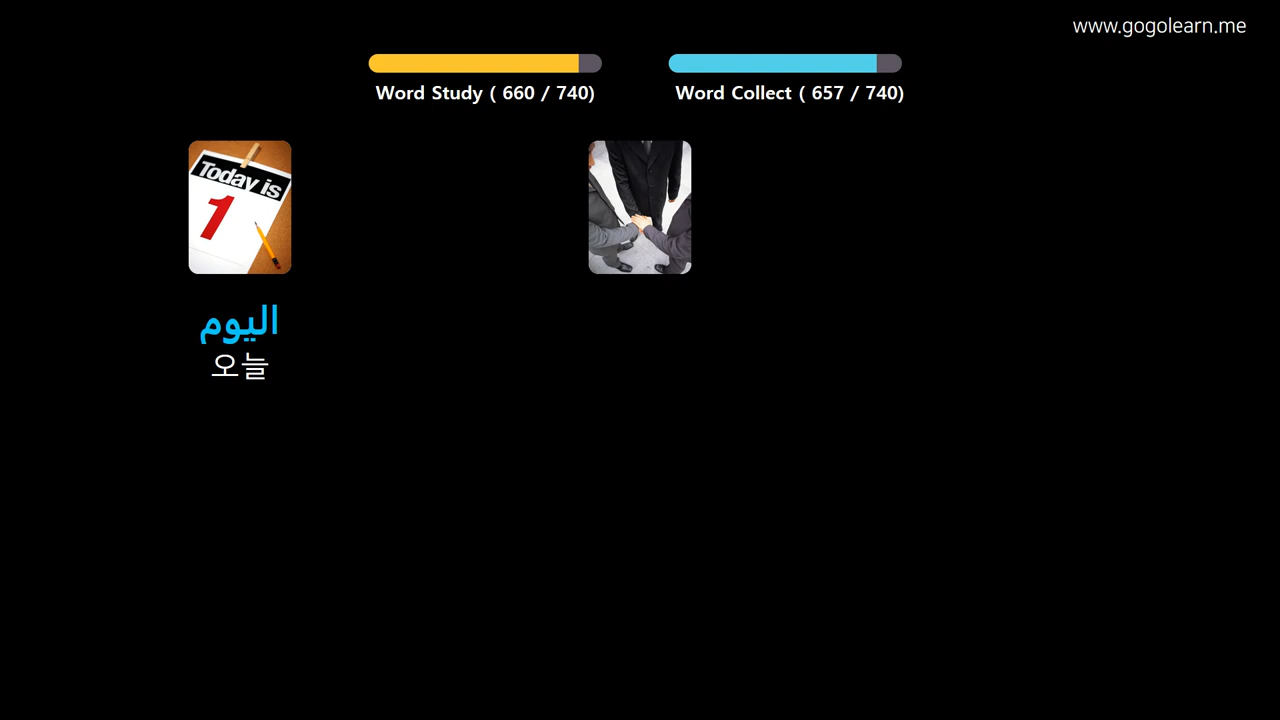 www.gogolearn.me
Word Study ( 660 / 740)
Word Collect ( 657 / 740)
Today is
1
اليوم
오늘